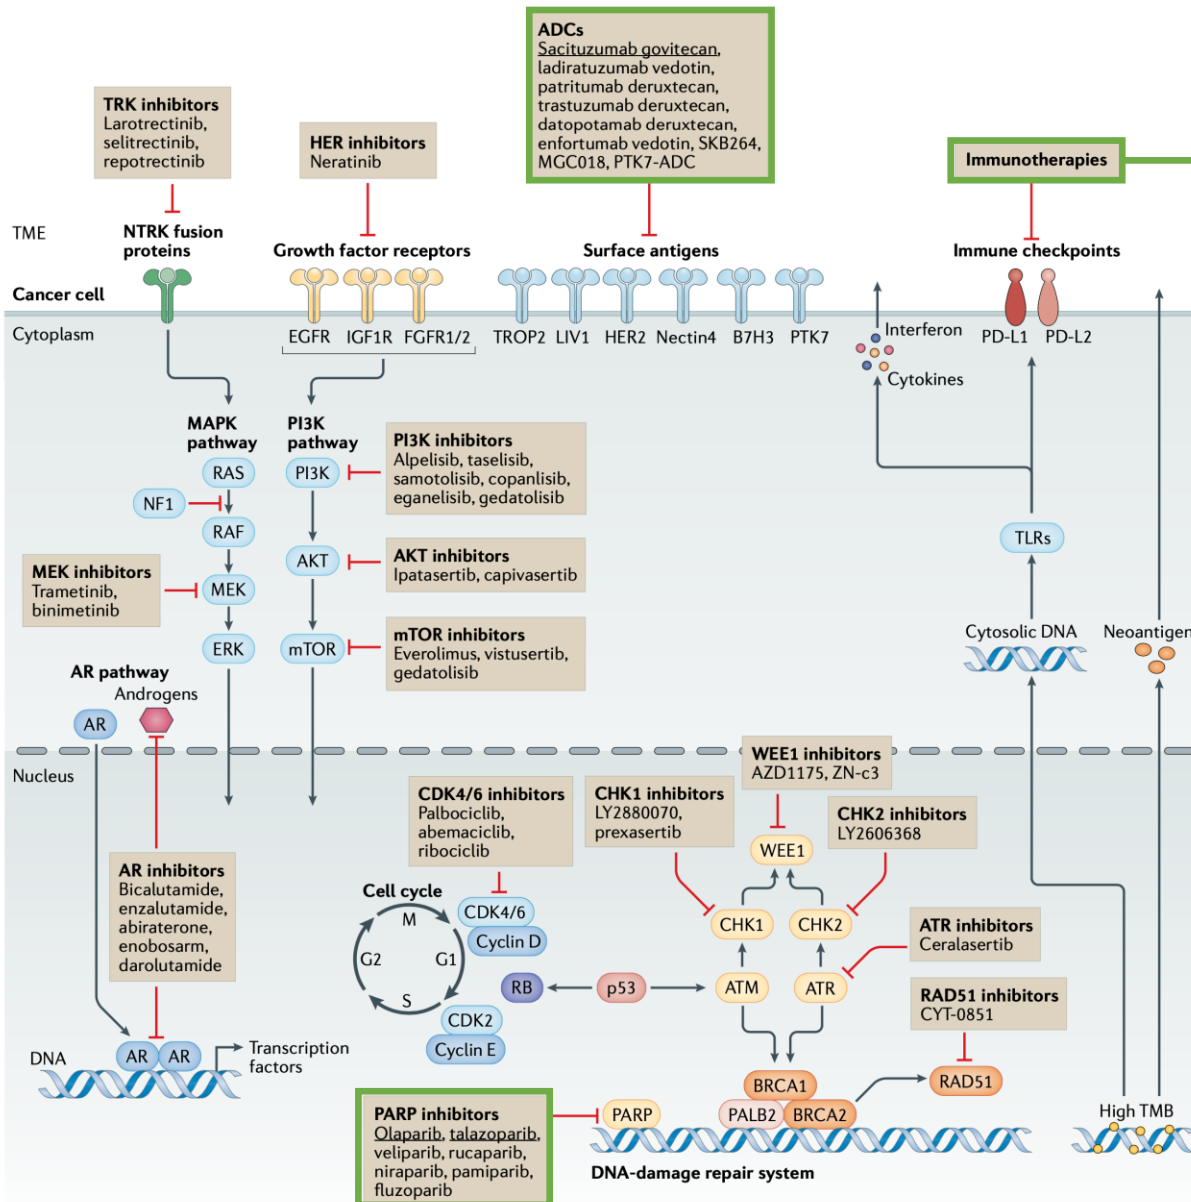 ADCs
Sacituzumab govitecan,
ladiratuzumab vedotin,
patritumab deruxtecan,
trastuzumab deruxtecan,
datopotamab deruxtecan,
enfortumab vedotin, SKB264,
MGC018, PTK7-ADC
TRK inhibitors
Larotrectinib,
selitrectinib,
repotrectinib
HER inhibitors
Neratinib
Immunotherapies
TME
NTRK fusion
proteins
Growth factor receptors
Surface antigens
Immune checkpoints
Cancer cell
Cytoplasm
EGFR
IGF1R
FGFR1/2
TROP2
LIV1
HER2
Nectin4
B7H3
PTK7
Interferon
Cytokines
PD-L1
PD-L2
MAPK
pathway
PI3K
pathway
RAS
NF1
RAF
MEK
ERK
PI3K
AKT
mTOR
PI3K inhibitors
Alpelisib, taselisib,
samotolisib, copanlisib,
eganelisib, gedatolisib
AKT inhibitors
Ipatasertib, capivasertib
mTOR inhibitors
Everolimus, vistusertib,
gedatolisib
MEK inhibitors
Trametinib,
binimetinib
TLRs
Cytosolic DNA
Neoantigen
AR pathway
Androgens
AR
Nucleus
WEE1 inhibitors
AZD1175, ZN-c3
CDK4/6 inhibitors
Palbociclib,
abemaciclib,
ribociclib
CHK1 inhibitors
LY2880070,
prexasertib
CHK2 inhibitors
LY2606368
WEE1
AR inhibitors
Bicalutamide,
enzalutamide,
abiraterone,
enobosarm,
darolutamide
Cell cycle
M
G1
S
G2
CDK4/6
Cyclin D
CDK2
Cyclin E
CHK1
CHK2
ATR inhibitors
Ceralasertib
RB
p53
ATM
ATR
RAD51 inhibitors
CYT-0851
DNA
AR
AR
Transcription
factors
BRCA1
PALB2
BRCA2
RAD51
PARP inhibitors
Olaparib, talazoparib,
veliparib, rucaparib,
niraparib, pamiparib,
fluzoparib
PARP
DNA-damage repair system
High TMB